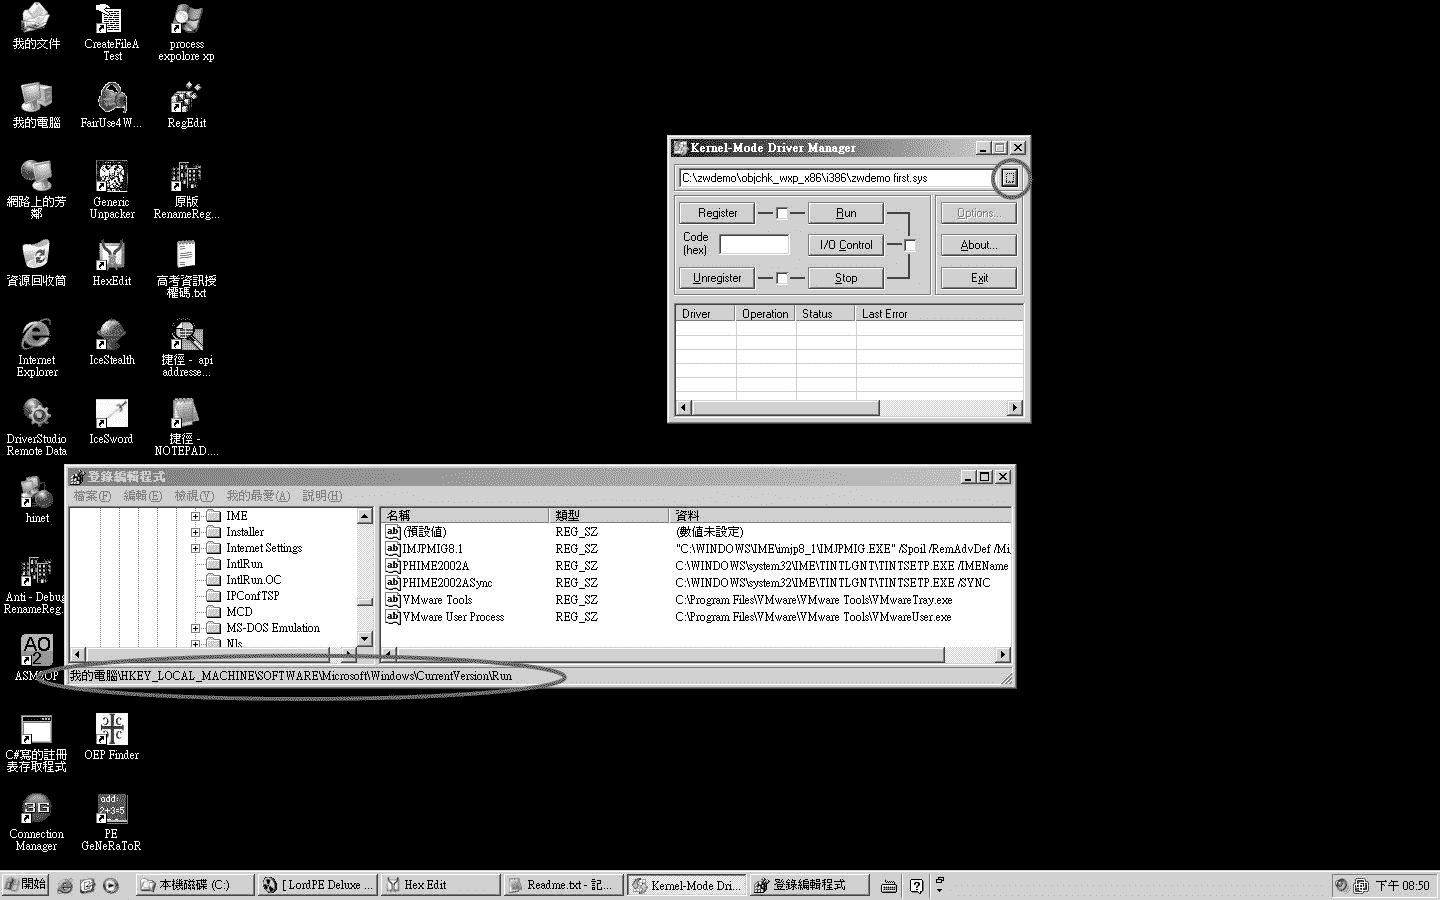 我的文件
CreateFileA
Test
process
expolore xp
我的電腦
FairUse4W...
RegEdit
網路上的芳
鄰
Generic
Unpacker
原版
RenameReg...
資源回收筒
HexEdit
高考資訊授
權碼.txt
Internet
Explorer
IceStealth
捷徑 - api
addresse...
DriverStudio
Remote Data
IceSword
捷徑 -
NOTEPAD....
hinet
Anti - Debug
RenameReg.
C#寫的註冊
表存取程式
OEP Finder
3G
Connection
Manager
add:
2+3=5
PE
GeNeRaToR
Kernel-Mode Driver Manager
C:\zwdemo\objchk_wxp_x86\i386\zwdemo first.sys
Register
Run
Options...
Code
(hex)
I/O Control
About...
Unregister
Stop
Exit
Driver Operation Status Last Error
登錄編輯程式
檔案(F) 編輯(E) 檢視(V) 我的最愛(A) 說明(H)
IME
Installer
Internet Settings
IntlRun
IntlRun.OC
IPConfTSP
MCD
MS-DOS Emulation
Nls
名稱 類型 資料
(預設值) REG_SZ (數值未設定)
IMJPMIG8.1 REG_SZ "C:\WINDOWS\IME\imjp8_1\IMJPMIG.EXE" /Spoil /RemAdvDef /Mi
PHIME2002A REG_SZ C:\WINDOWS\system32\IME\TINTLGNT\TINTSETP.EXE /IMEName
PHIME2002ASync REG_SZ C:\WINDOWS\system32\IME\TINTLGNT\TINTSETP.EXE /SYNC
VMware Tools REG_SZ C:\Program Files\VMware\VMware Tools\VMwareTray.exe
VMware User Process REG_SZ C:\Program Files\VMware\VMware Tools\VMwareUser.exe
我的電腦\HKEY_LOCAL_MACHINE\SOFTWARE\Microsoft\Windows\CurrentVersion\Run
開始
本機磁碟 (C:)
[ LordPE Deluxe ...
Hex Edit
Readme.txt - 記...
Kernel-Mode Dri...
登錄編輯程式
下午 08:50